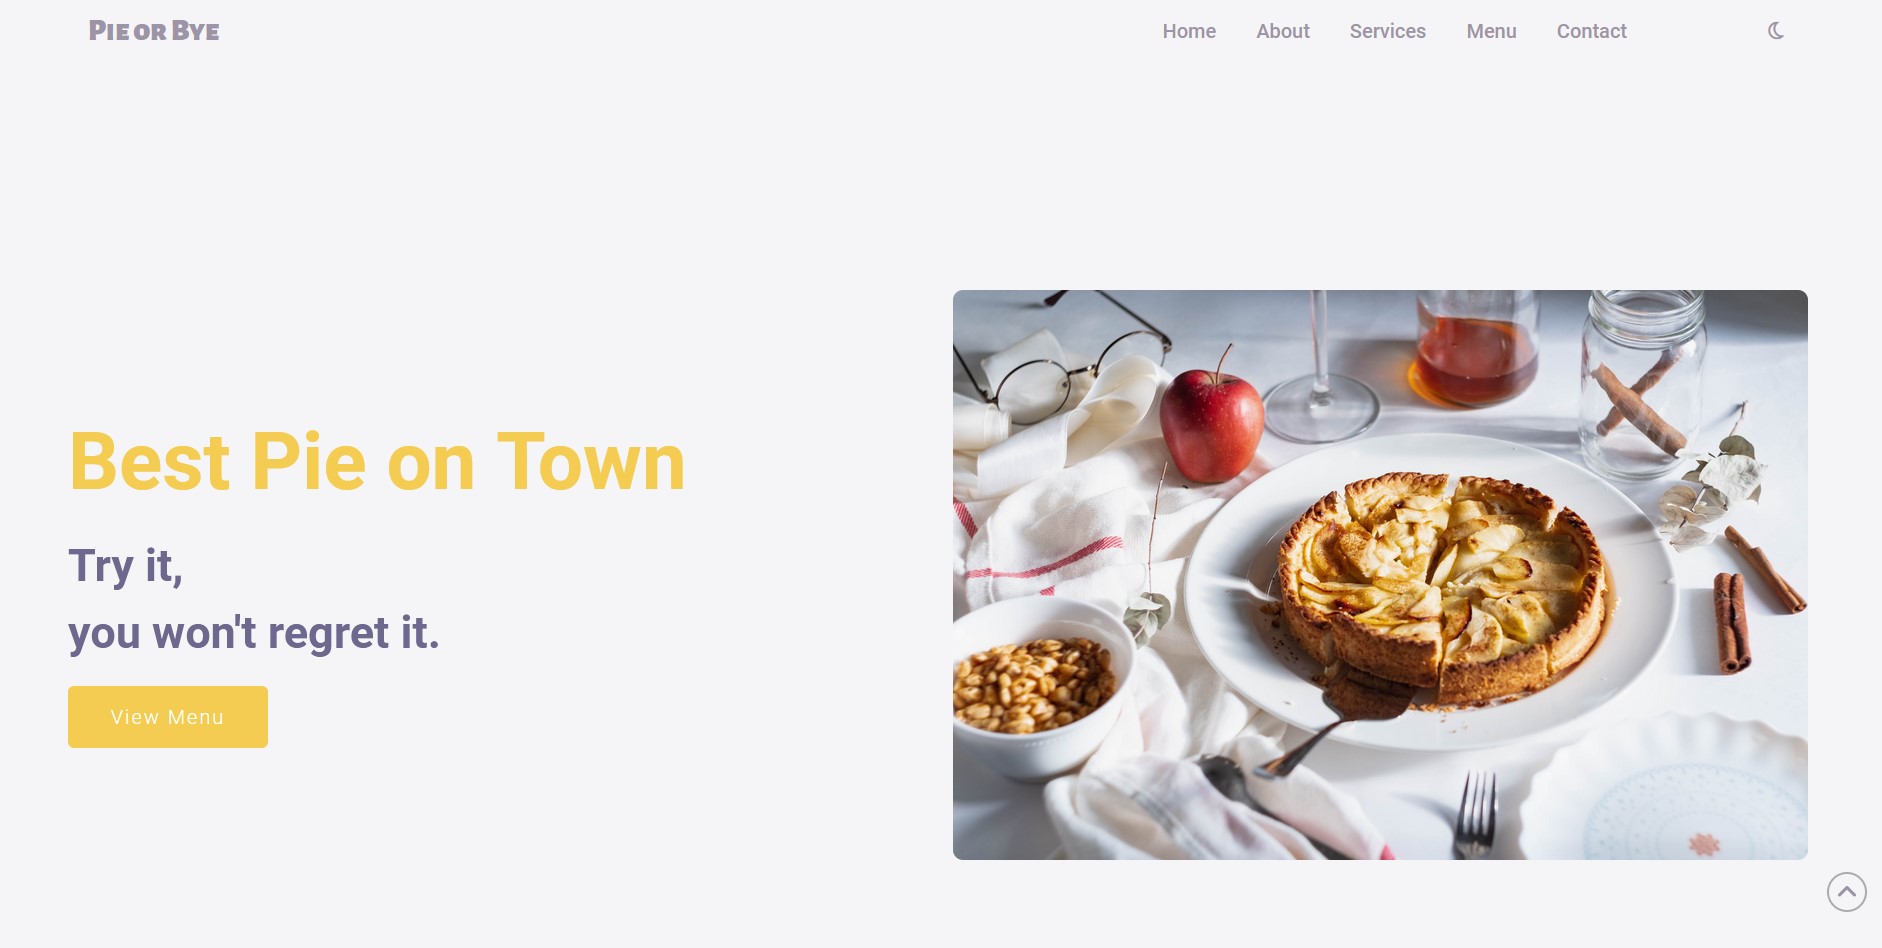 Pie or Bye
Home About Services Menu Contact
Best Pie on Town
Try it,
you won't regret it.
View Menu